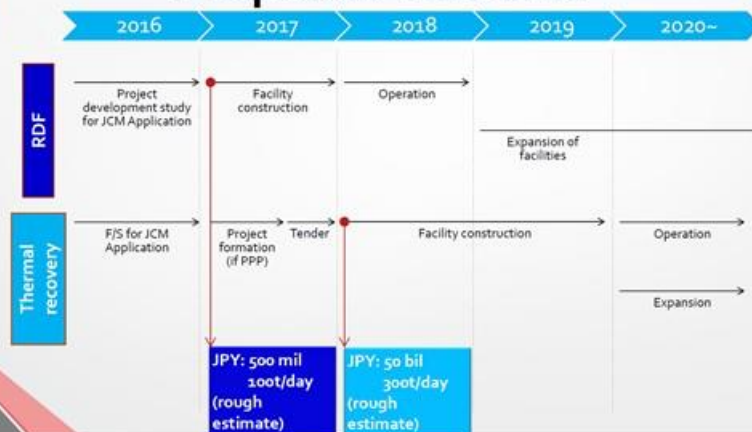 2016 2017 2018 2019 2020~
RDF
Project
development study
for JCM Application
Facility
construction
Operation
Expansion of
facilities
Thermal
recovery
F/S for JCM
Application
Project
formation
(if PPP)
Tender
Facility construction
Operation
Expansion
JPY: 500 mil
100t/day
(rough
estimate)
JPY: 50 bil
300t/day
(rough
estimate)